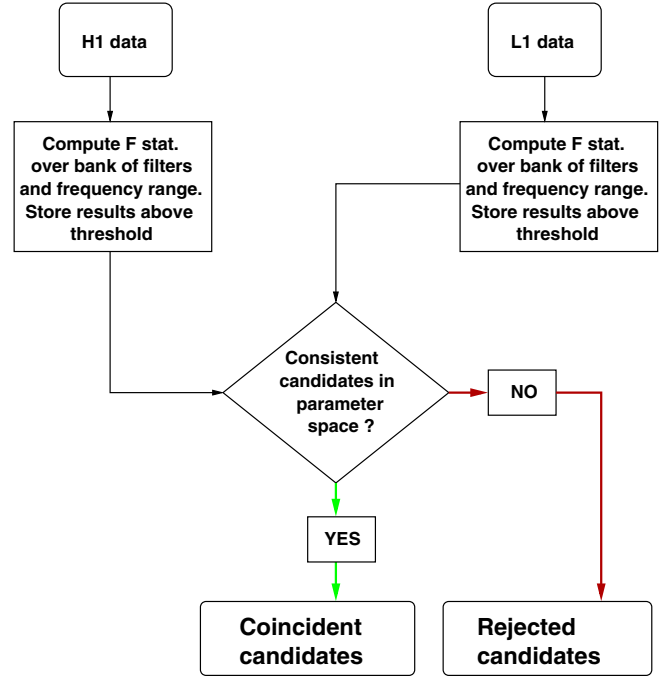 H1 data
L1 data
Compute F stat.
over bank of filters
and frequency range.
Store results above
threshold
Compute F stat.
over bank of filters
and frequency range.
Store results above
threshold
Consistent
candidates in
parameter
space ?
NO
YES
Coincident
candidates
Rejected
candidates